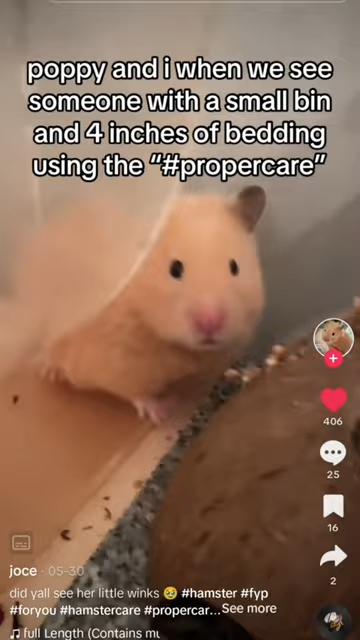 poppy and i when we see
someone with a small bin
and 4 inches of bedding
using the “#propercare”
406
25
16
2
joce · 05-30
did yall see her little winks 🥹 #hamster #fyp
#foryou #hamstercare #propercar... See more
♫ full Length (Contains mu